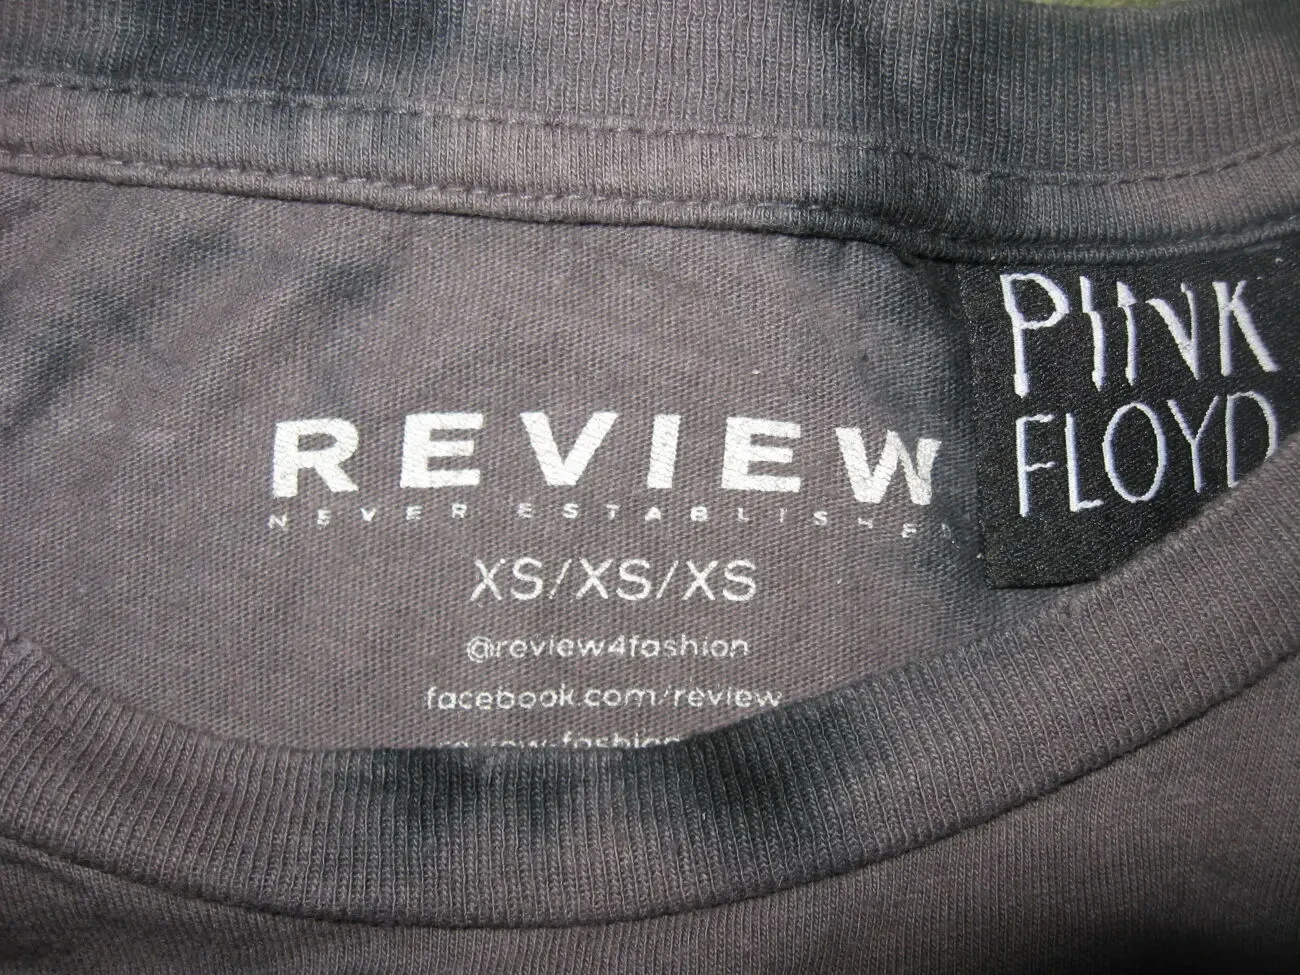 REVIEW
NEVER ESTABLISHED
XS/XS/XS
@review4fashion
facebook.com/review
PINK
FLOYD